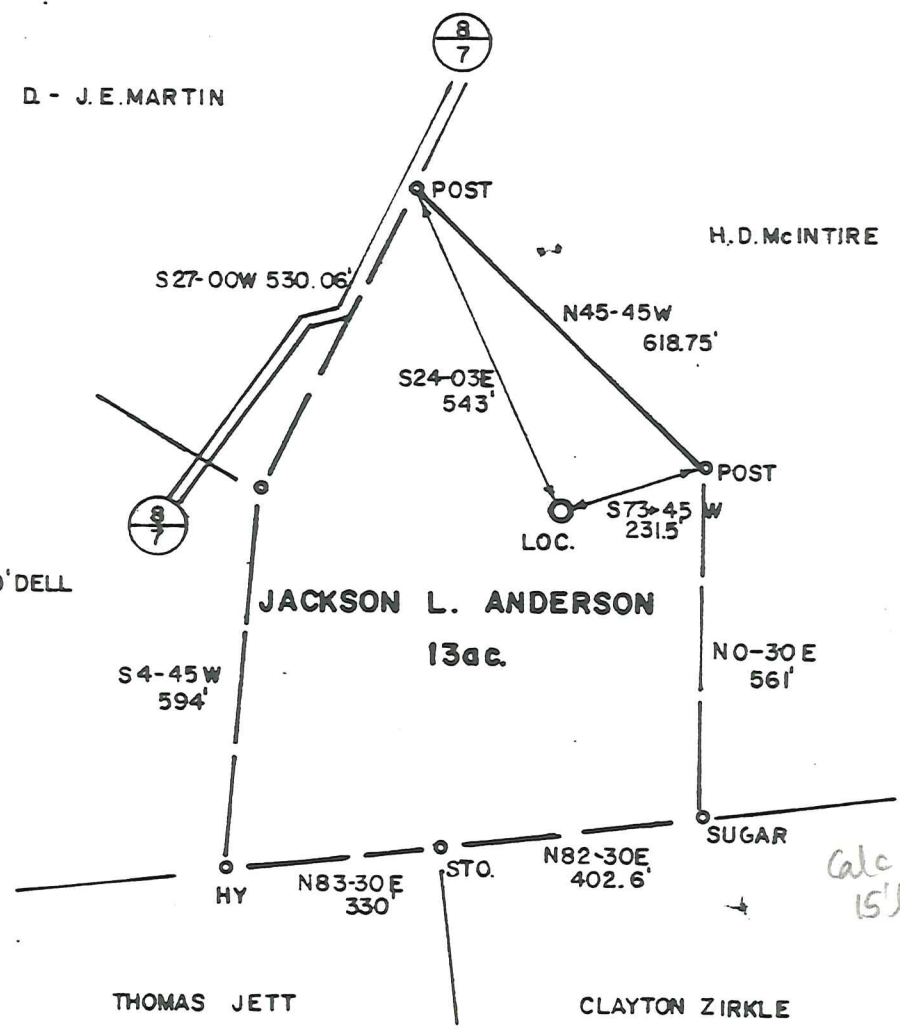 8
7
D. - J.E. MARTIN
POST
H.D. McINTIRE
S27-00W 530.06'
N45-45W
618.75'
S24-03E
543'
POST
8
7
S73-45 W
231.5'
LOC.
O'DELL
JACKSON L. ANDERSON
13ac.
S4-45W
594'
N0-30E
561'
SUGAR
STO.
N82-30E
402.6'
N83-30E
330'
HY
Calc
15'
THOMAS JETT
CLAYTON ZIRKLE